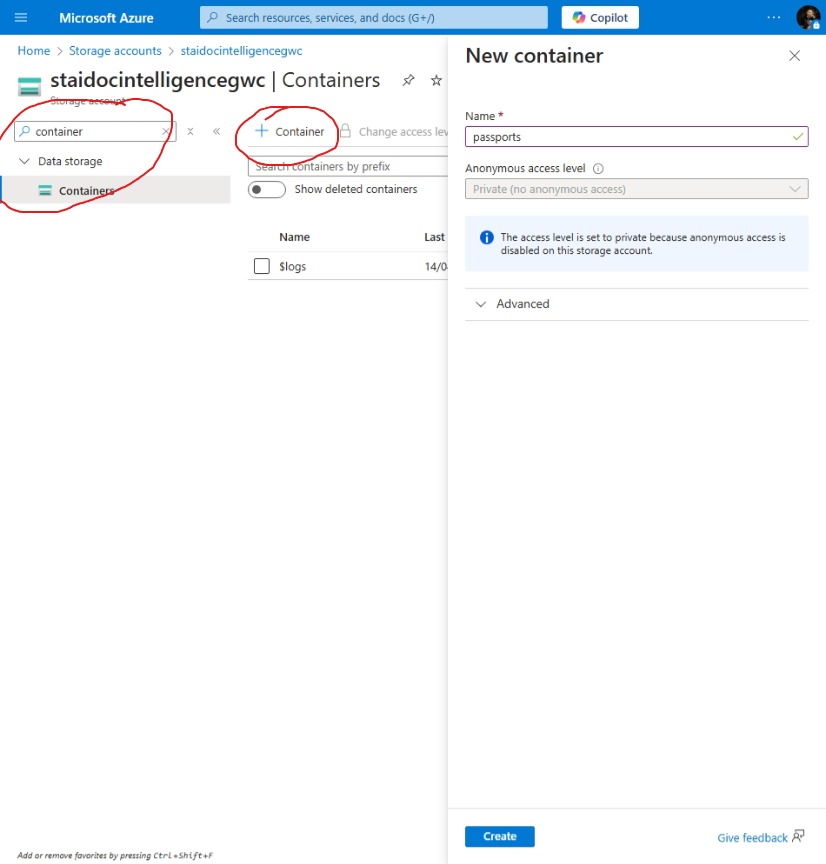 Microsoft Azure
Search resources, services, and docs (G+/)
Copilot
Home > Storage accounts > staidocintelligencegwc
staidocintelligencegwc | Containers
Storage account
container
Data storage
Containers
Container
Change access lev
Search containers by prefix
Show deleted containers
Name Last
$logs 14/0
New container
Name *
passports
Anonymous access level
Private (no anonymous access)
The access level is set to private because anonymous access is
disabled on this storage account.
Advanced
Create
Give feedback
Add or remove favorites by pressing Ctrl+Shift+F